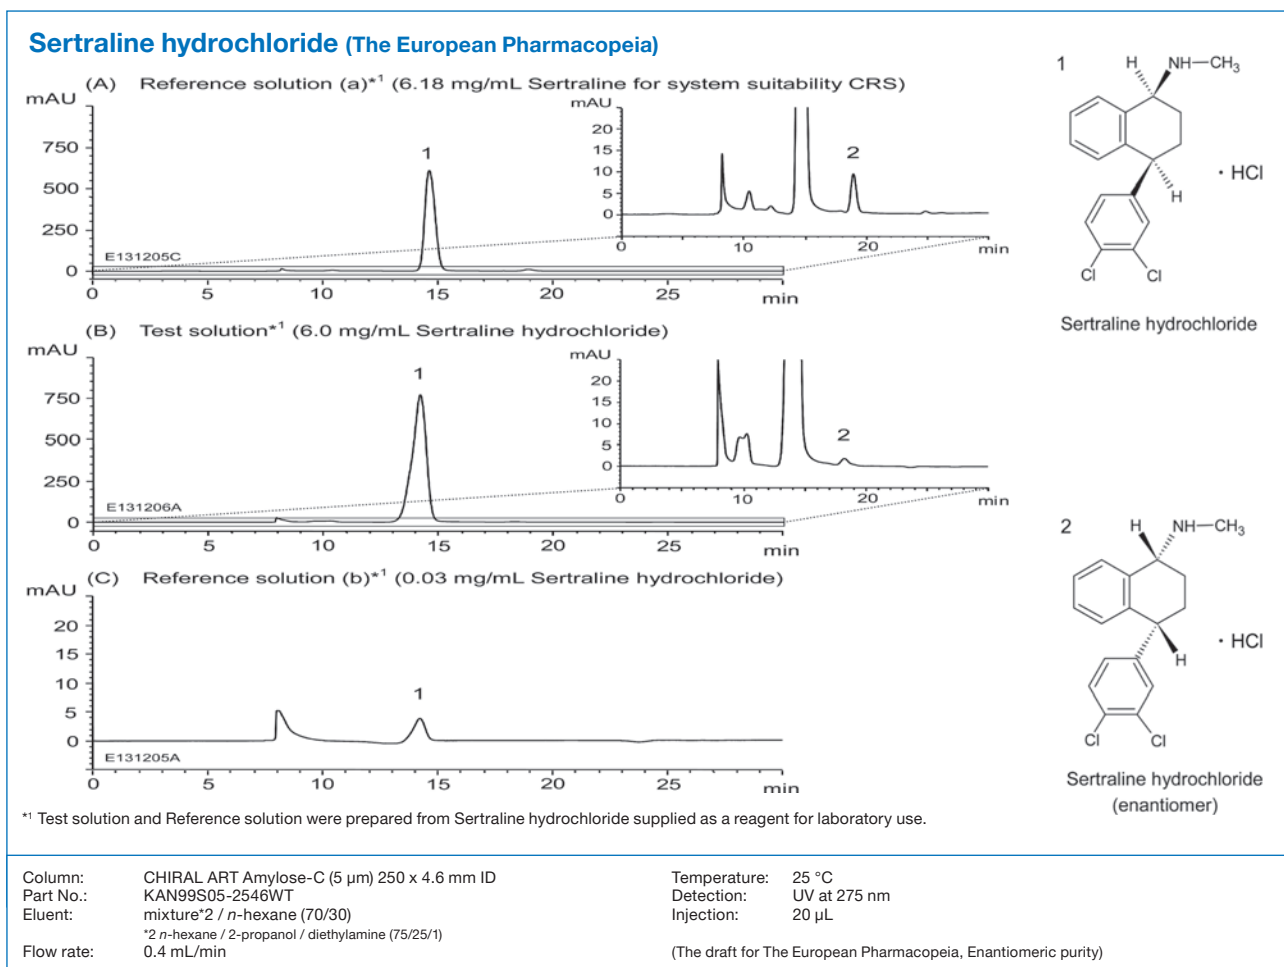 Sertraline hydrochloride (The European Pharmacopeia)
(A) Reference solution (a)*1 (6.18 mg/mL Sertraline for system suitability CRS)
mAU
750
500
250
0
1
E131205C
0 5 10 15 20 25 min
mAU
20
15
10
5
0
2
0 10 20 min
(B) Test solution*1 (6.0 mg/mL Sertraline hydrochloride)
mAU
750
500
250
0
1
E131206A
0 5 10 15 20 25 min
mAU
20
15
10
5
0
2
0 10 20 min
(C) Reference solution (b)*1 (0.03 mg/mL Sertraline hydrochloride)
mAU
20
15
10
5
0
1
E131205A
0 5 10 15 20 25 min
1
H NH CH3
H
· HCl
Cl Cl
Sertraline hydrochloride
2
H NH CH3
H
· HCl
Cl Cl
Sertraline hydrochloride
(enantiomer)
*1 Test solution and Reference solution were prepared from Sertraline hydrochloride supplied as a reagent for laboratory use.
Column: CHIRAL ART Amylose-C (5 µm) 250 x 4.6 mm ID
Part No.: KAN99S05-2546WT
Eluent: mixture*2 / n-hexane (70/30)
*2 n-hexane / 2-propanol / diethylamine (75/25/1)
Flow rate: 0.4 mL/min
Temperature: 25 °C
Detection: UV at 275 nm
Injection: 20 µL
(The draft for The European Pharmacopeia, Enantiomeric purity)